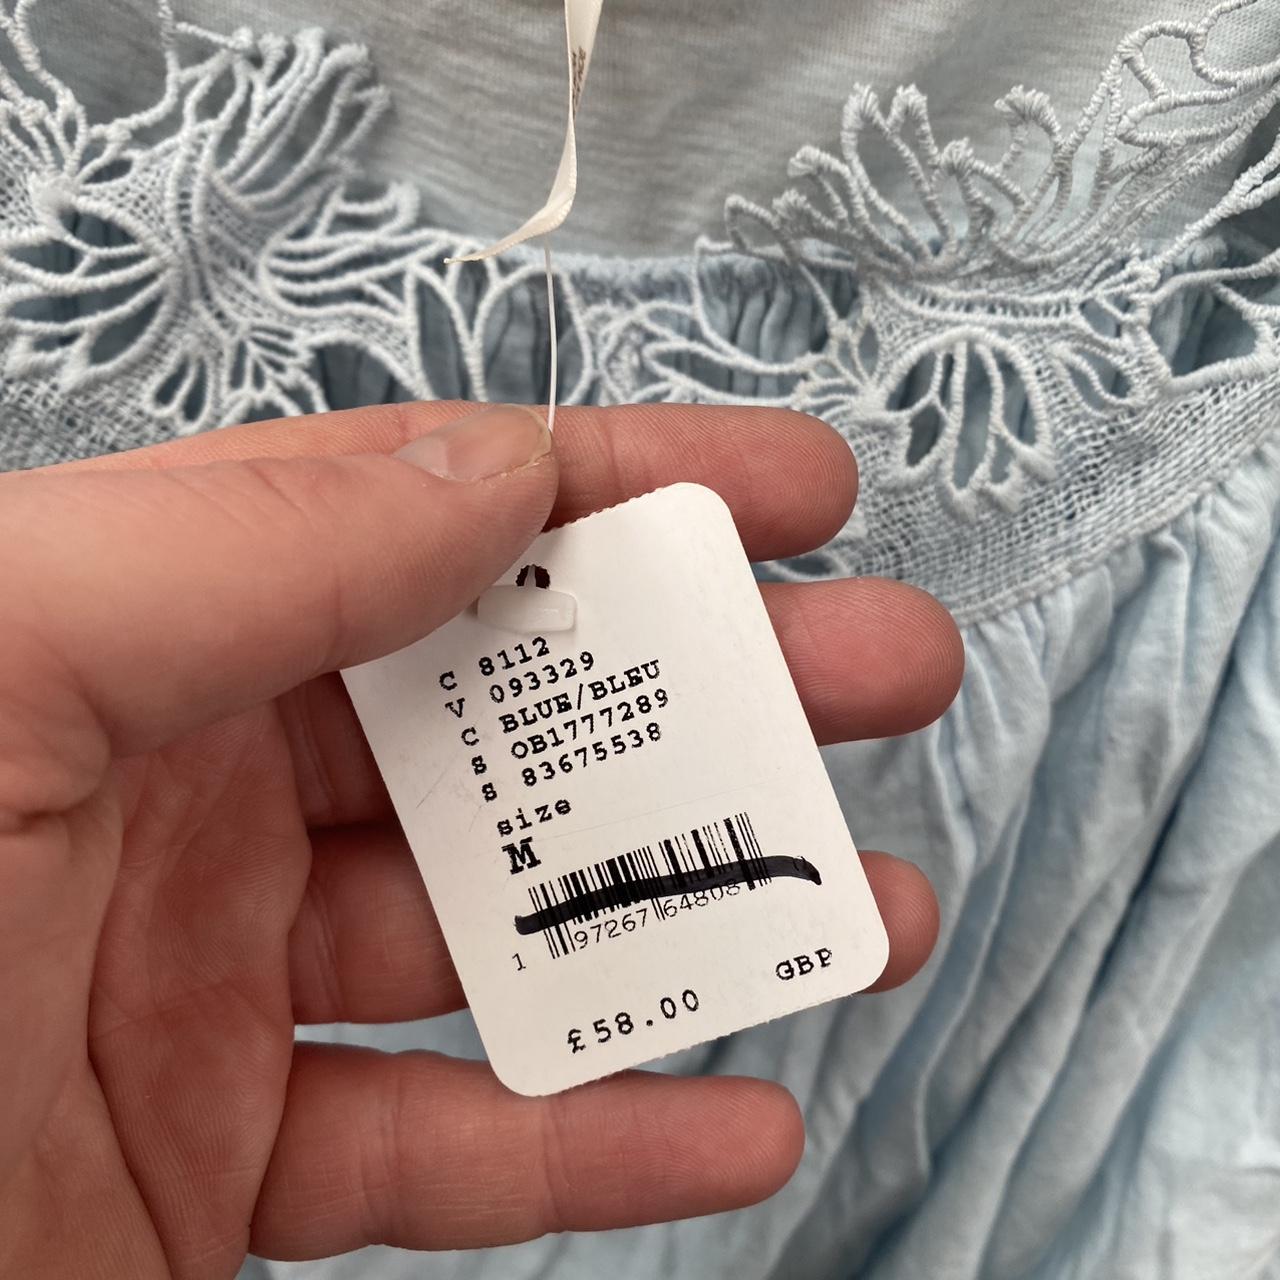 C 8112
V 093329
C BLUE/BLEU
S OB1777289
S 83675538
size
M
1 97267 64808
£58.00 GBP